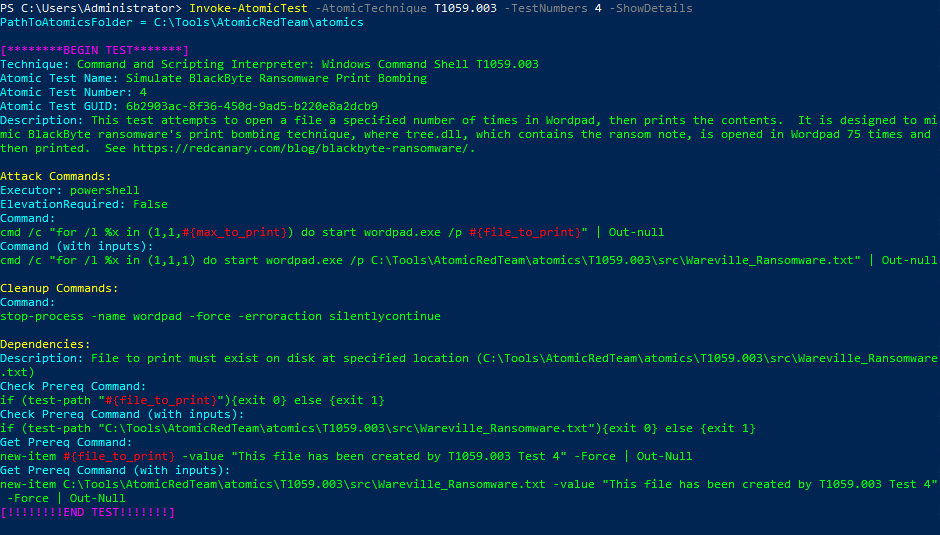 PS C:\Users\Administrator> Invoke-AtomicTest -AtomicTechnique T1059.003 -TestNumbers 4 -ShowDetails
PathToAtomicsFolder = C:\Tools\AtomicRedTeam\atomics
[********BEGIN TEST*******]
Technique: Command and Scripting Interpreter: Windows Command Shell T1059.003
Atomic Test Name: Simulate BlackByte Ransomware Print Bombing
Atomic Test Number: 4
Atomic Test GUID: 6b2903ac-8f36-450d-9ad5-b220e8a2dcb9
Description: This test attempts to open a file a specified number of times in Wordpad, then prints the contents.  It is designed to mi
mic BlackByte ransomware's print bombing technique, where tree.dll, which contains the ransom note, is opened in Wordpad 75 times and
then printed.  See https://redcanary.com/blog/blackbyte-ransomware/.
Attack Commands:
Executor: powershell
ElevationRequired: False
Command:
cmd /c "for /l %x in (1,1,#{max_to_print}) do start wordpad.exe /p #{file_to_print}" | Out-null
Command (with inputs):
cmd /c "for /l %x in (1,1,1) do start wordpad.exe /p C:\Tools\AtomicRedTeam\atomics\T1059.003\src\Wareville_Ransomware.txt" | Out-null
Cleanup Commands:
Command:
stop-process -name wordpad -force -erroraction silentlycontinue
Dependencies:
Description: File to print must exist on disk at specified location (C:\Tools\AtomicRedTeam\atomics\T1059.003\src\Wareville_Ransomware
.txt)
Check Prereq Command:
if (test-path "#{file_to_print}"){exit 0} else {exit 1}
Check Prereq Command (with inputs):
if (test-path "C:\Tools\AtomicRedTeam\atomics\T1059.003\src\Wareville_Ransomware.txt"){exit 0} else {exit 1}
Get Prereq Command:
new-item #{file_to_print} -value "This file has been created by T1059.003 Test 4" -Force | Out-Null
Get Prereq Command (with inputs):
new-item C:\Tools\AtomicRedTeam\atomics\T1059.003\src\Wareville_Ransomware.txt -value "This file has been created by T1059.003 Test 4"
 -Force | Out-Null
[!!!!!!!!END TEST!!!!!!!]